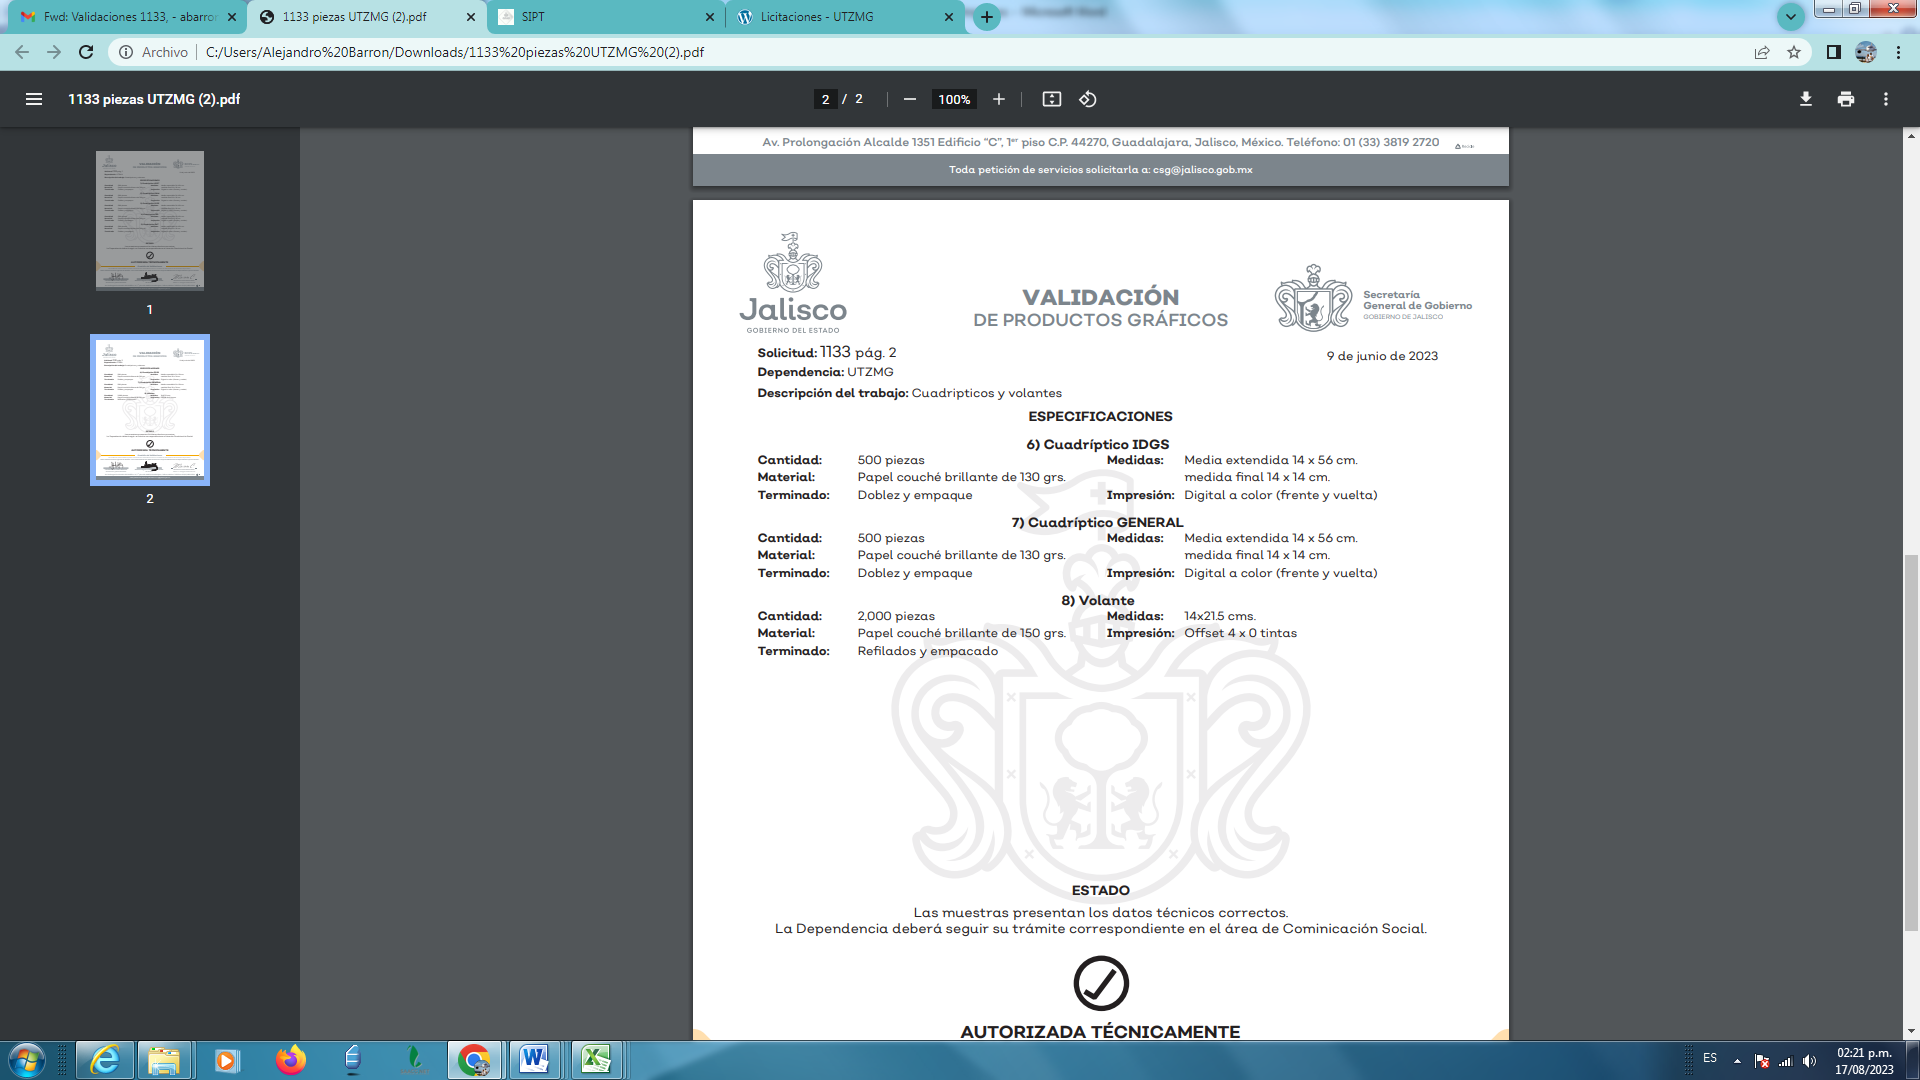 Fwd: Validaciones 1133, - abarron
1133 piezas UTZMG (2).pdf
SIPT
Licitaciones - UTZMG
Archivo
C:/Users/Alejandro%20Barron/Downloads/1133%20piezas%20UTZMG%20(2).pdf
1133 piezas UTZMG (2).pdf
2 / 2
100%
1
2
Av. Prolongación Alcalde 1351 Edificio "C", 1er piso C.P. 44270, Guadalajara, Jalisco, México. Teléfono: 01 (33) 3819 2720
Toda petición de servicios solicitarla a: csg@jalisco.gob.mx
Jalisco
GOBIERNO DEL ESTADO
VALIDACIÓN
DE PRODUCTOS GRÁFICOS
Secretaría
General de Gobierno
GOBIERNO DE JALISCO
Solicitud: 1133 pág. 2
9 de junio de 2023
Dependencia: UTZMG
Descripción del trabajo: Cuadripticos y volantes
ESPECIFICACIONES
6) Cuadríptico IDGS
Cantidad: 500 piezas Medidas: Media extendida 14 x 56 cm.
Material: Papel couché brillante de 130 grs. medida final 14 x 14 cm.
Terminado: Doblez y empaque Impresión: Digital a color (frente y vuelta)
7) Cuadríptico GENERAL
Cantidad: 500 piezas Medidas: Media extendida 14 x 56 cm.
Material: Papel couché brillante de 130 grs. medida final 14 x 14 cm.
Terminado: Doblez y empaque Impresión: Digital a color (frente y vuelta)
8) Volante
Cantidad: 2,000 piezas Medidas: 14x21.5 cms.
Material: Papel couché brillante de 150 grs. Impresión: Offset 4 x 0 tintas
Terminado: Refilados y empacado
ESTADO
Las muestras presentan los datos técnicos correctos.
La Dependencia deberá seguir su trámite correspondiente en el área de Cominicación Social.
AUTORIZADA TÉCNICAMENTE
ES
02:21 p.m.
17/08/2023